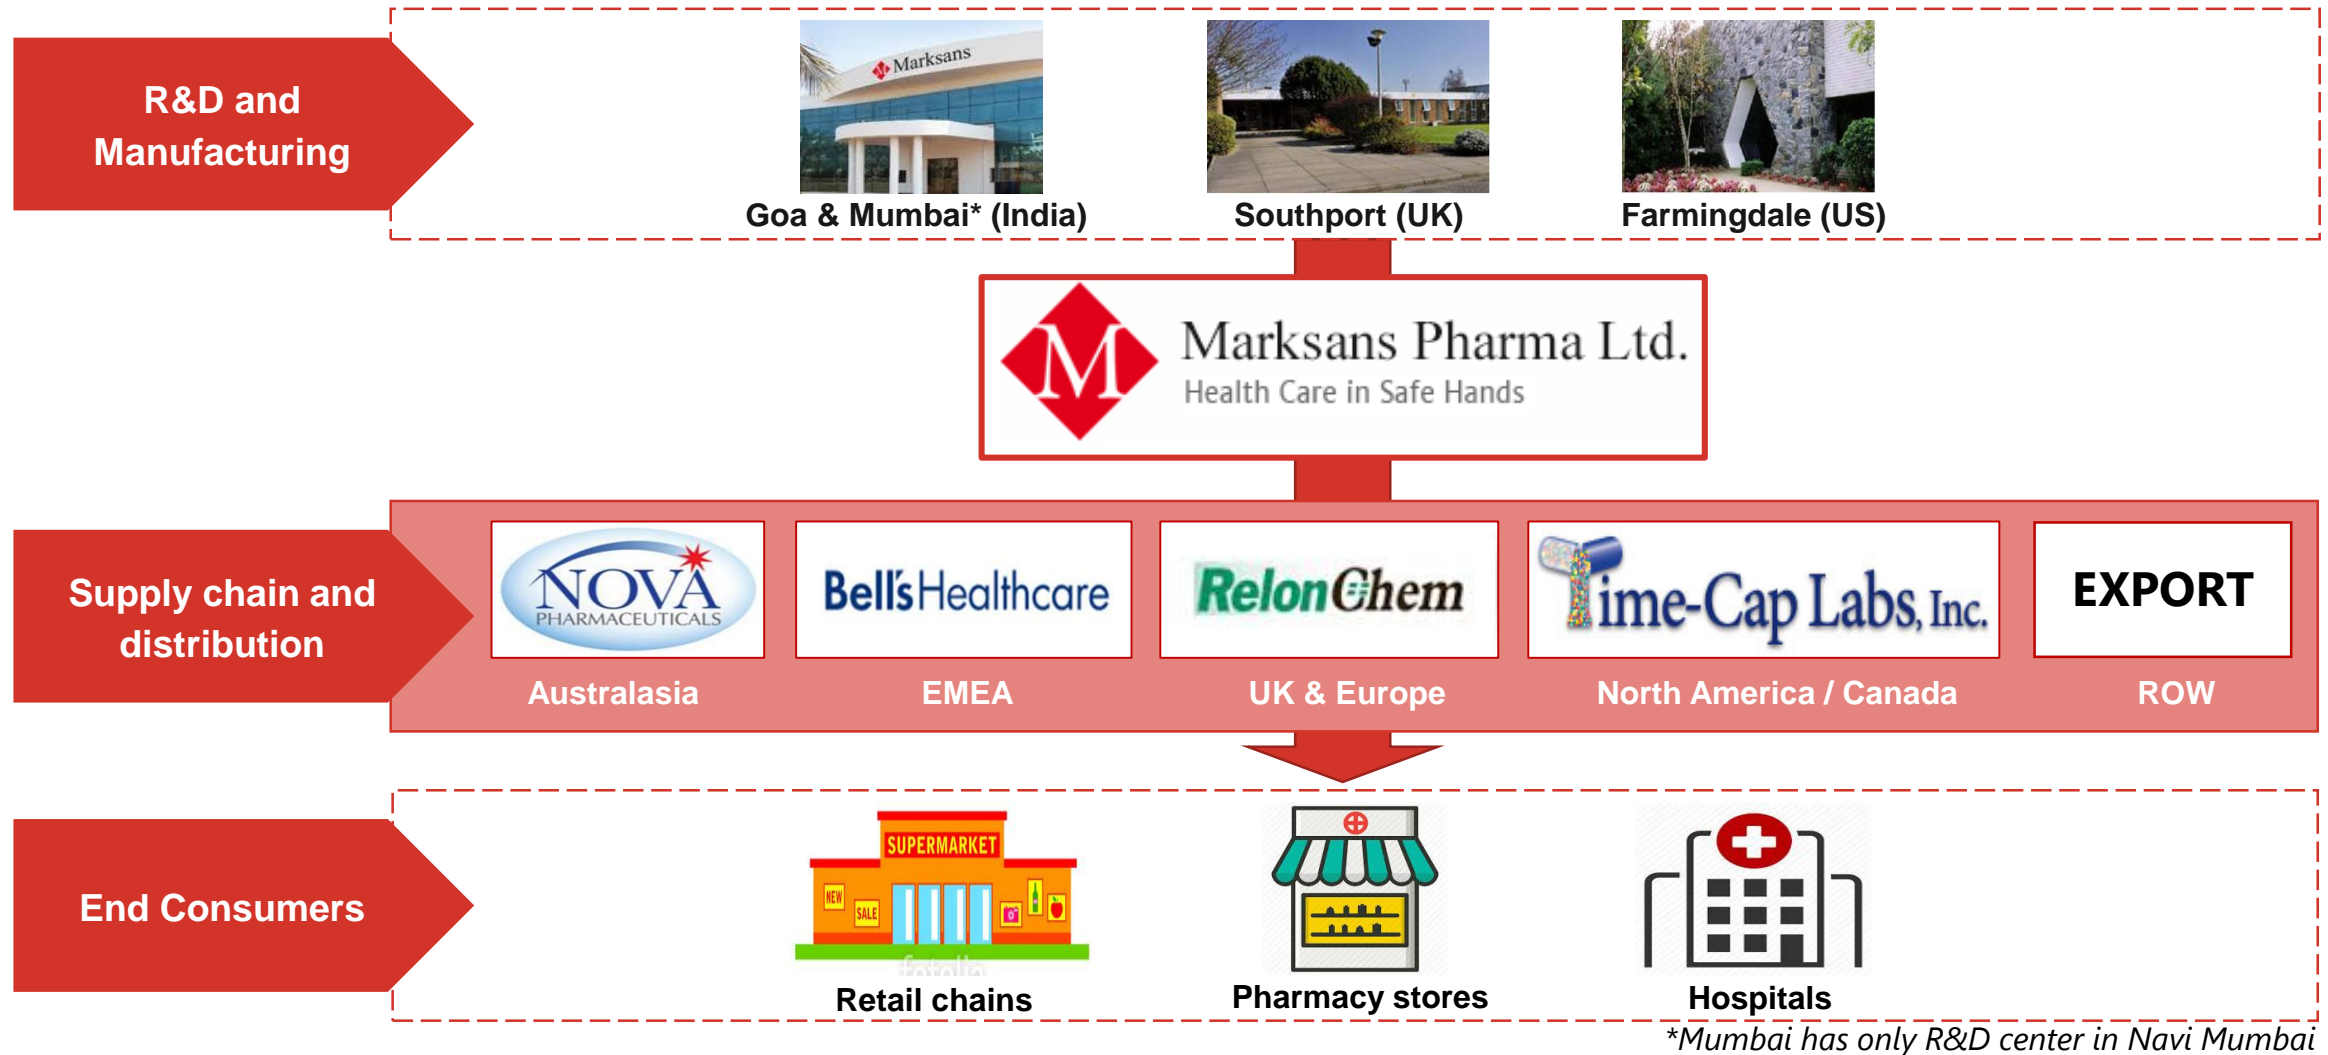 R&D and
Manufacturing
Marksans
Goa & Mumbai* (India)
Southport (UK)
Farmingdale (US)
M
Marksans Pharma Ltd.
Health Care in Safe Hands
Supply chain and
distribution
NOVA
PHARMACEUTICALS
Bell's Healthcare
RelonChem
Time-Cap Labs, Inc.
EXPORT
Australasia
EMEA
UK & Europe
North America / Canada
ROW
End Consumers
SUPERMARKET
NEW
SALE
fotolia
Retail chains
Pharmacy stores
Hospitals
*Mumbai has only R&D center in Navi Mumbai